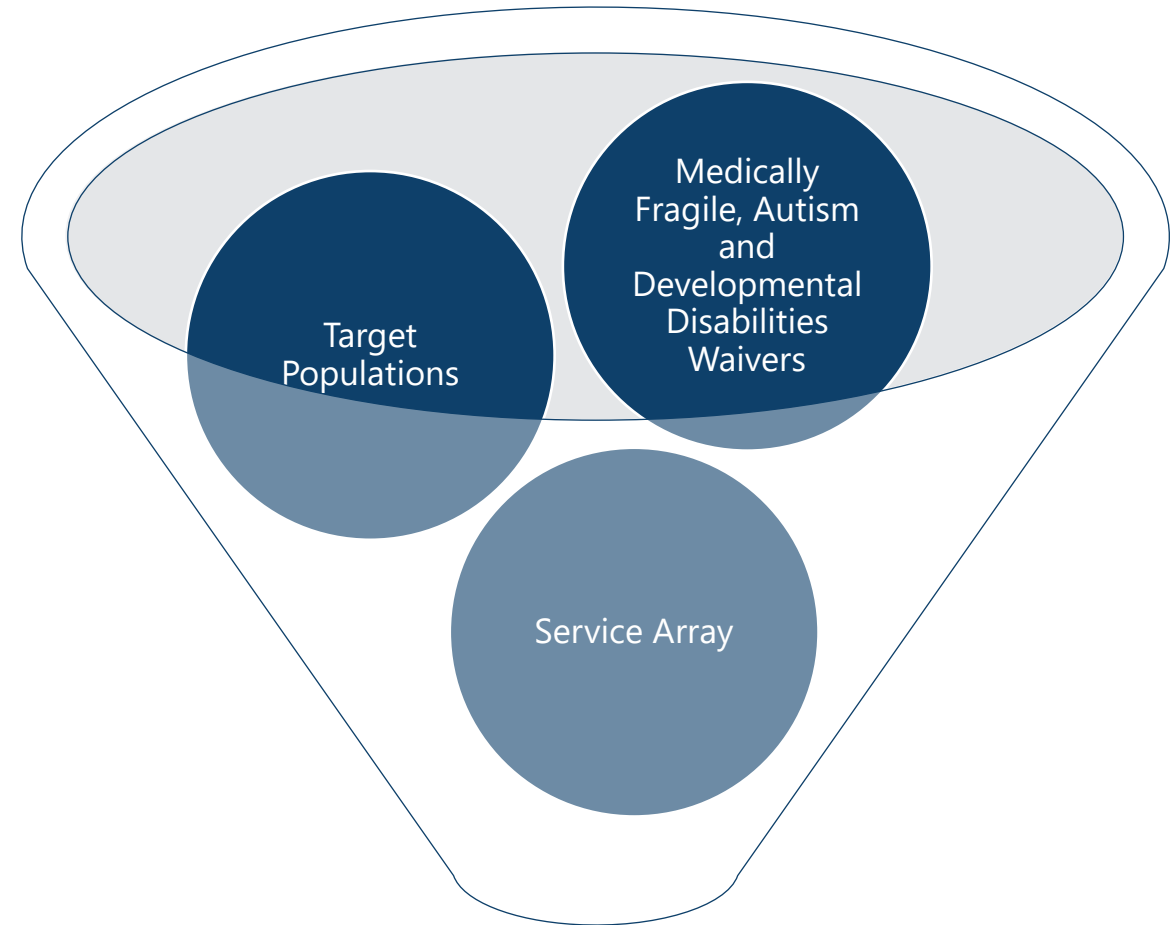 Medically
Fragile, Autism
and
Developmental
Disabilities
Waivers
Target
Populations
Service Array